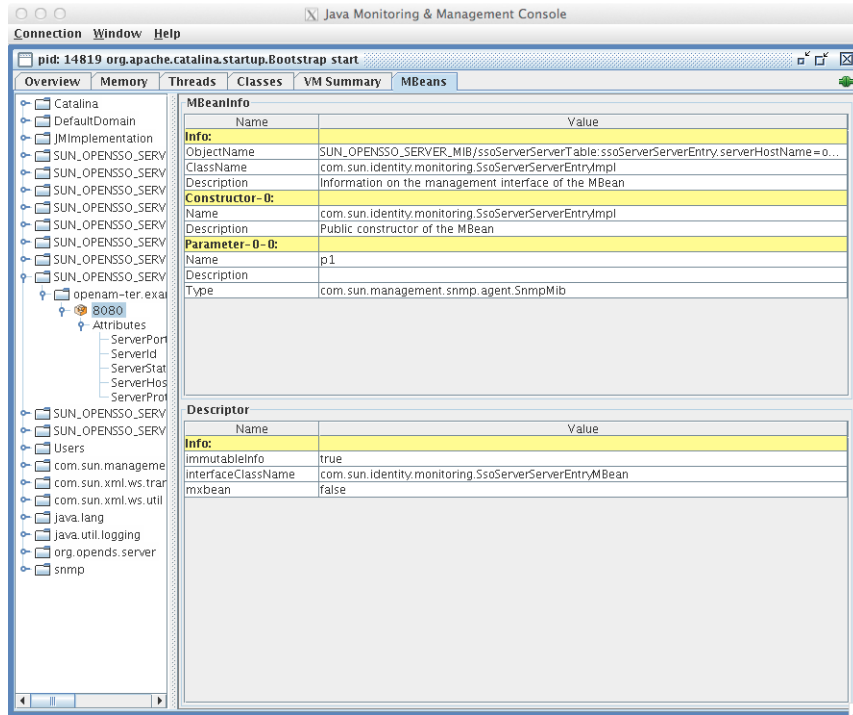 Java Monitoring & Management Console
Connection Window Help
pid: 14819 org.apache.catalina.startup.Bootstrap start
Overview Memory Threads Classes VM Summary MBeans
Catalina
DefaultDomain
JMImplementation
SUN_OPENSSO_SERV
SUN_OPENSSO_SERV
SUN_OPENSSO_SERV
SUN_OPENSSO_SERV
SUN_OPENSSO_SERV
SUN_OPENSSO_SERV
SUN_OPENSSO_SERV
SUN_OPENSSO_SERV
openam-ter.exa
8080
Attributes
ServerPort
ServerId
ServerStat
ServerHos
ServerProt
SUN_OPENSSO_SERV
SUN_OPENSSO_SERV
Users
com.sun.manageme
com.sun.xml.ws.tran
com.sun.xml.ws.util
java.lang
java.util.logging
org.opends.server
snmp
MBeanInfo
Name Value
Info:
ObjectName SUN_OPENSSO_SERVER_MIB/ssoServerServerTable:ssoServerServerEntry.serverHostName=o...
ClassName com.sun.identity.monitoring.SsoServerServerEntryImpl
Description Information on the management interface of the MBean
Constructor-0:
Name com.sun.identity.monitoring.SsoServerServerEntryImpl
Description Public constructor of the MBean
Parameter-0-0:
Name p1
Description
Type com.sun.management.snmp.agent.SnmpMib
Descriptor
Name Value
Info:
immutableInfo true
interfaceClassName com.sun.identity.monitoring.SsoServerServerEntryMBean
mxbean false